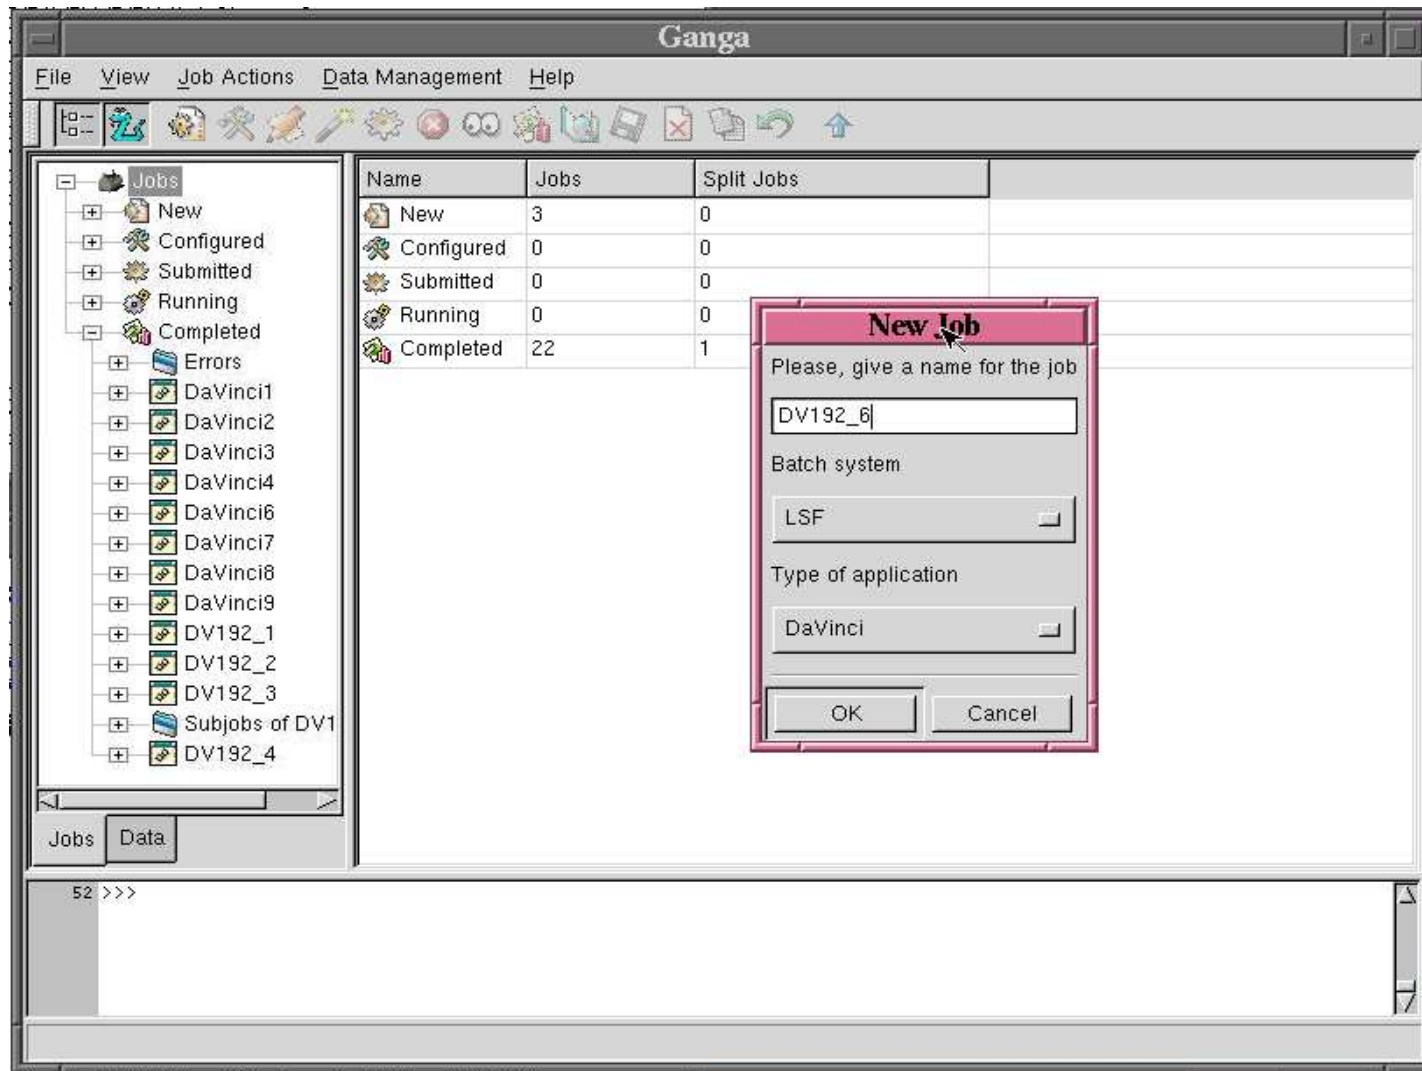 Ganga
File View Job Actions Data Management Help
Jobs
New
Configured
Submitted
Running
Completed
Errors
DaVinci1
DaVinci2
DaVinci3
DaVinci4
DaVinci6
DaVinci7
DaVinci8
DaVinci9
DV192_1
DV192_2
DV192_3
Subjobs of DV1
DV192_4
Jobs Data
Name Jobs Split Jobs
New 3 0
Configured 0 0
Submitted 0 0
Running 0 0
Completed 22 1
New Job
Please, give a name for the job
DV192_6
Batch system
LSF
Type of application
DaVinci
OK Cancel
52 >>>